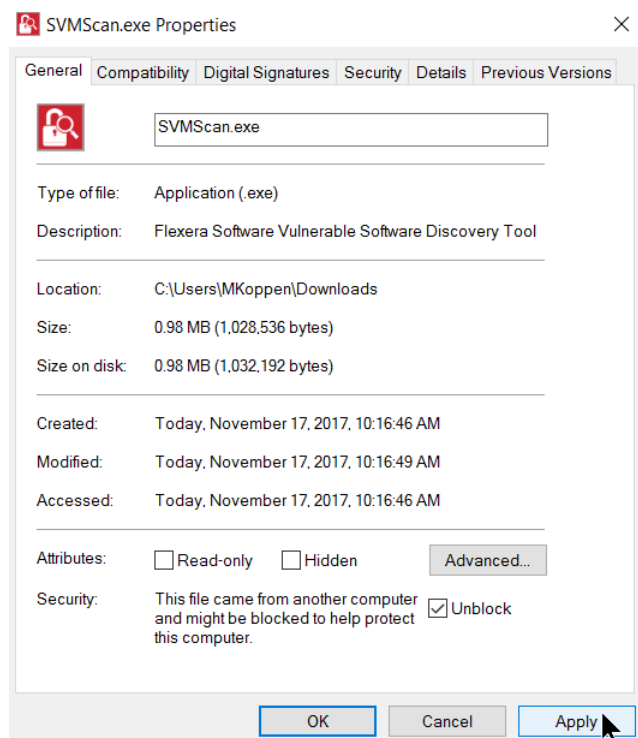 SVMScan.exe Properties
General Compatibility Digital Signatures Security Details Previous Versions
SVMScan.exe
Type of file: Application (.exe)
Description: Flexera Software Vulnerable Software Discovery Tool
Location: C:\Users\MKoppen\Downloads
Size: 0.98 MB (1,028,536 bytes)
Size on disk: 0.98 MB (1,032,192 bytes)
Created: Today, November 17, 2017, 10:16:46 AM
Modified: Today, November 17, 2017, 10:16:49 AM
Accessed: Today, November 17, 2017, 10:16:46 AM
Attributes: Read-only Hidden Advanced...
Security: This file came from another computer
and might be blocked to help protect
this computer.
Unblock
OK Cancel Apply